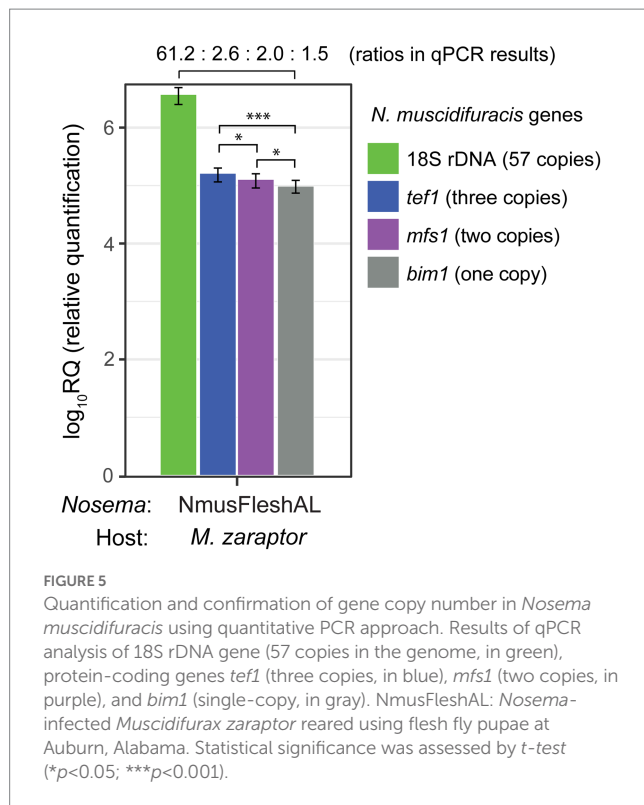 61.2 : 2.6 : 2.0 : 1.5 (ratios in qPCR results)
***
*
*
6
4
2
0
log10RQ (relative quantification)
N. muscidifuracis genes
18S rDNA (57 copies)
tef1 (three copies)
mfs1 (two copies)
bim1 (one copy)
Nosema: NmusFleshAL
Host: M. zaraptor
FIGURE 5
Quantification and confirmation of gene copy number in Nosema
muscidifuracis using quantitative PCR approach. Results of qPCR
analysis of 18S rDNA gene (57 copies in the genome, in green),
protein-coding genes tef1 (three copies, in blue), mfs1 (two copies, in
purple), and bim1 (single-copy, in gray). NmusFleshAL: Nosema-
infected Muscidifurax zaraptor reared using flesh fly pupae at
Auburn, Alabama. Statistical significance was assessed by t-test
(*p<0.05; ***p<0.001).